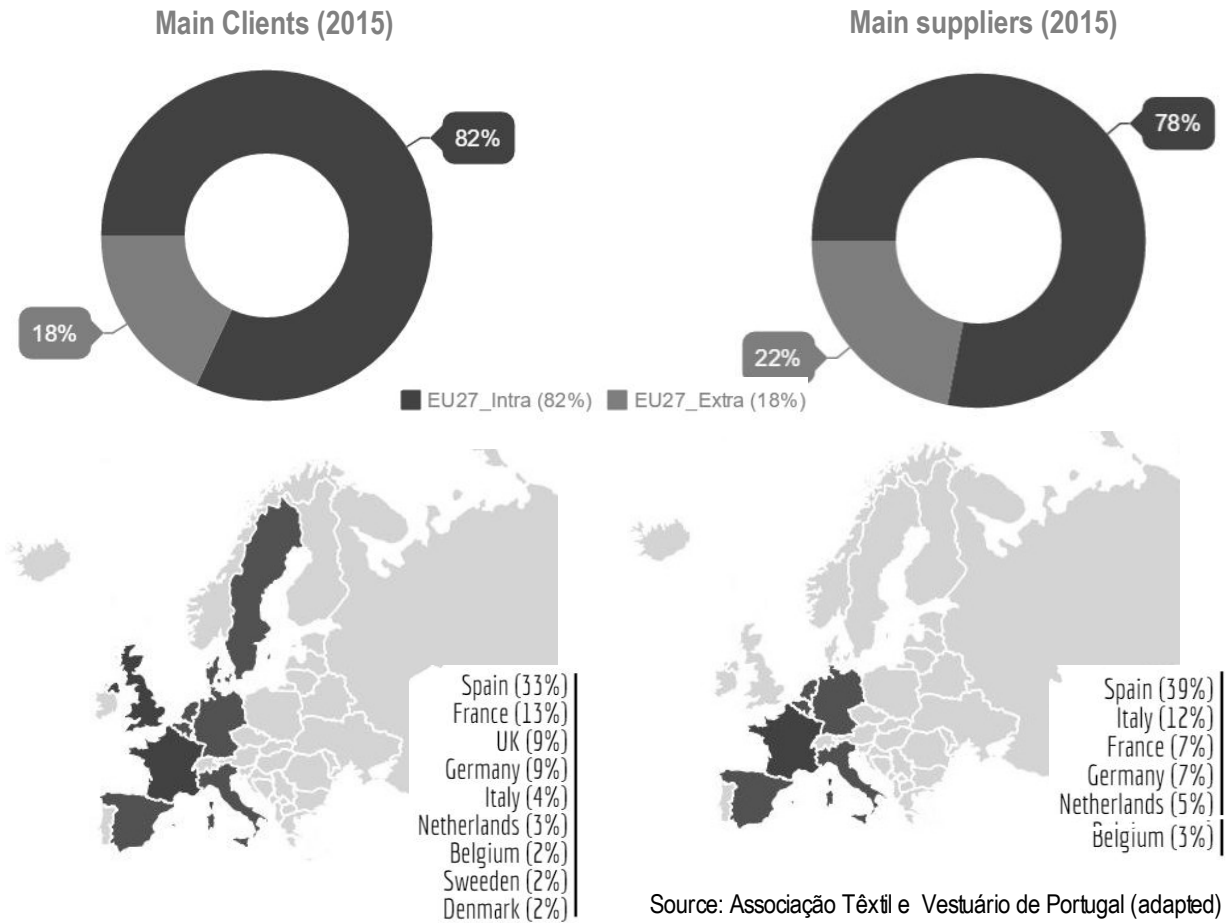 Main Clients (2015)
82%
18%
Main suppliers (2015)
78%
22%
EU27_Intra (82%) EU27_Extra (18%)
Spain (33%)
France (13%)
UK (9%)
Germany (9%)
Italy (4%)
Netherlands (3%)
Belgium (2%)
Sweeden (2%)
Denmark (2%)
Spain (39%)
Italy (12%)
France (7%)
Germany (7%)
Netherlands (5%)
Belgium (3%)
Source: Associação Têxtil e Vestuário de Portugal (adapted)